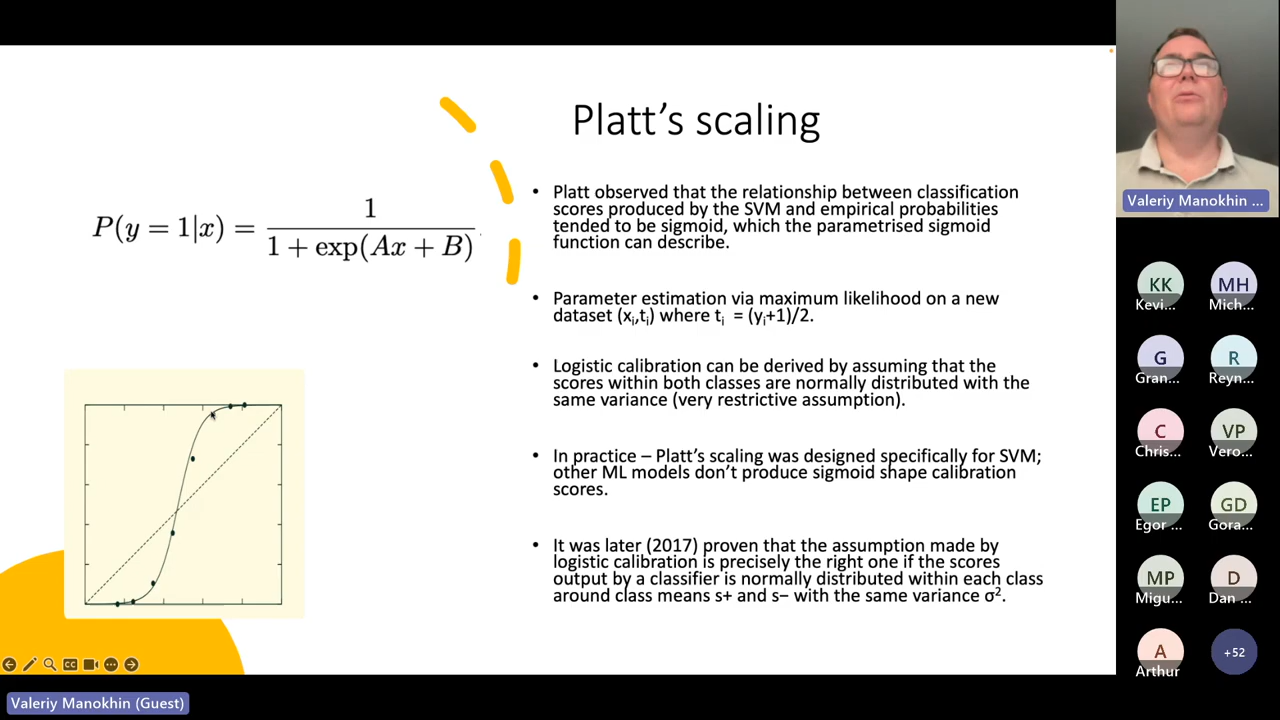 Platt's scaling
P(y = 1|x) = 1 / (1 + exp(Ax + B))
• Platt observed that the relationship between classification
scores produced by the SVM and empirical probabilities
tended to be sigmoid, which the parametrised sigmoid
function can describe.
• Parameter estimation via maximum likelihood on a new
dataset (xᵢ,tᵢ) where tᵢ = (yᵢ+1)/2.
• Logistic calibration can be derived by assuming that the
scores within both classes are normally distributed with the
same variance (very restrictive assumption).
• In practice – Platt's scaling was designed specifically for SVM;
other ML models don't produce sigmoid shape calibration
scores.
• It was later (2017) proven that the assumption made by
logistic calibration is precisely the right one if the scores
output by a classifier is normally distributed within each class
around class means s+ and s− with the same variance σ².
CC
Valeriy Manokhin (Guest)
Valeriy Manokhin ...
KK
Kevi...
MH
Mich...
G
Gran...
R
Reyn...
C
Chris...
VP
Vero...
EP
Egor ...
GD
Gora...
MP
Migu...
D
Dan ...
A
Arthur
+52